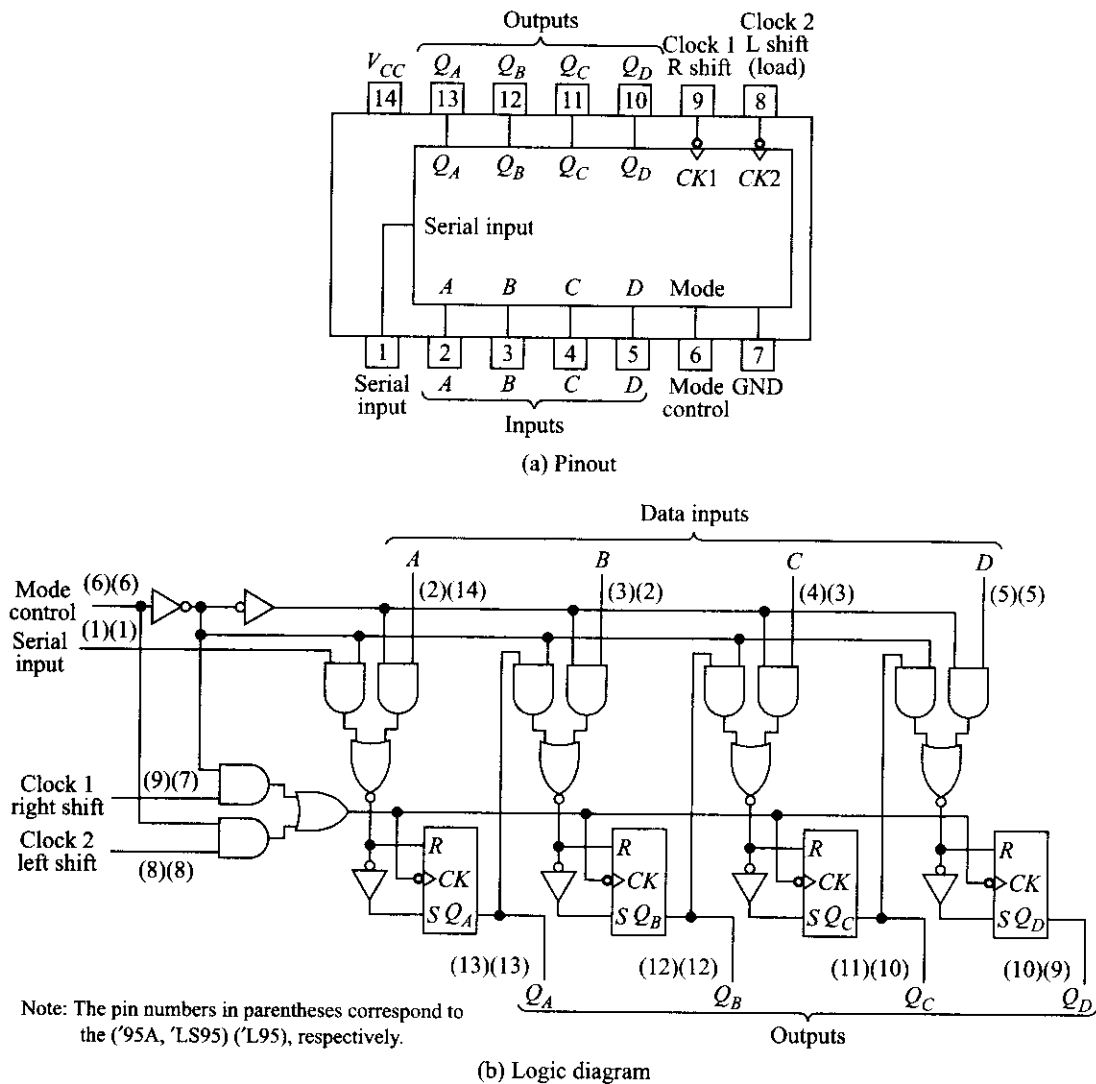 Outputs
Clock 1
R shift
Clock 2
L shift
(load)
V_CC Q_A Q_B Q_C Q_D
14 13 12 11 10 9 8
Q_A Q_B Q_C Q_D CK1 CK2
Serial input
A B C D Mode
1 2 3 4 5 6 7
Serial
input
A B C D
Mode
control
GND
Inputs
(a) Pinout
Data inputs
A B C D
Mode
control
(6)(6)
(2)(14) (3)(2) (4)(3) (5)(5)
(1)(1)
Serial
input
Clock 1
right shift
(9)(7)
Clock 2
left shift
(8)(8)
R R R R
CK CK CK CK
S Q_A S Q_B S Q_C S Q_D
(13)(13) (12)(12) (11)(10) (10)(9)
Q_A Q_B Q_C Q_D
Outputs
Note: The pin numbers in parentheses correspond to
the ('95A, 'LS95) ('L95), respectively.
(b) Logic diagram